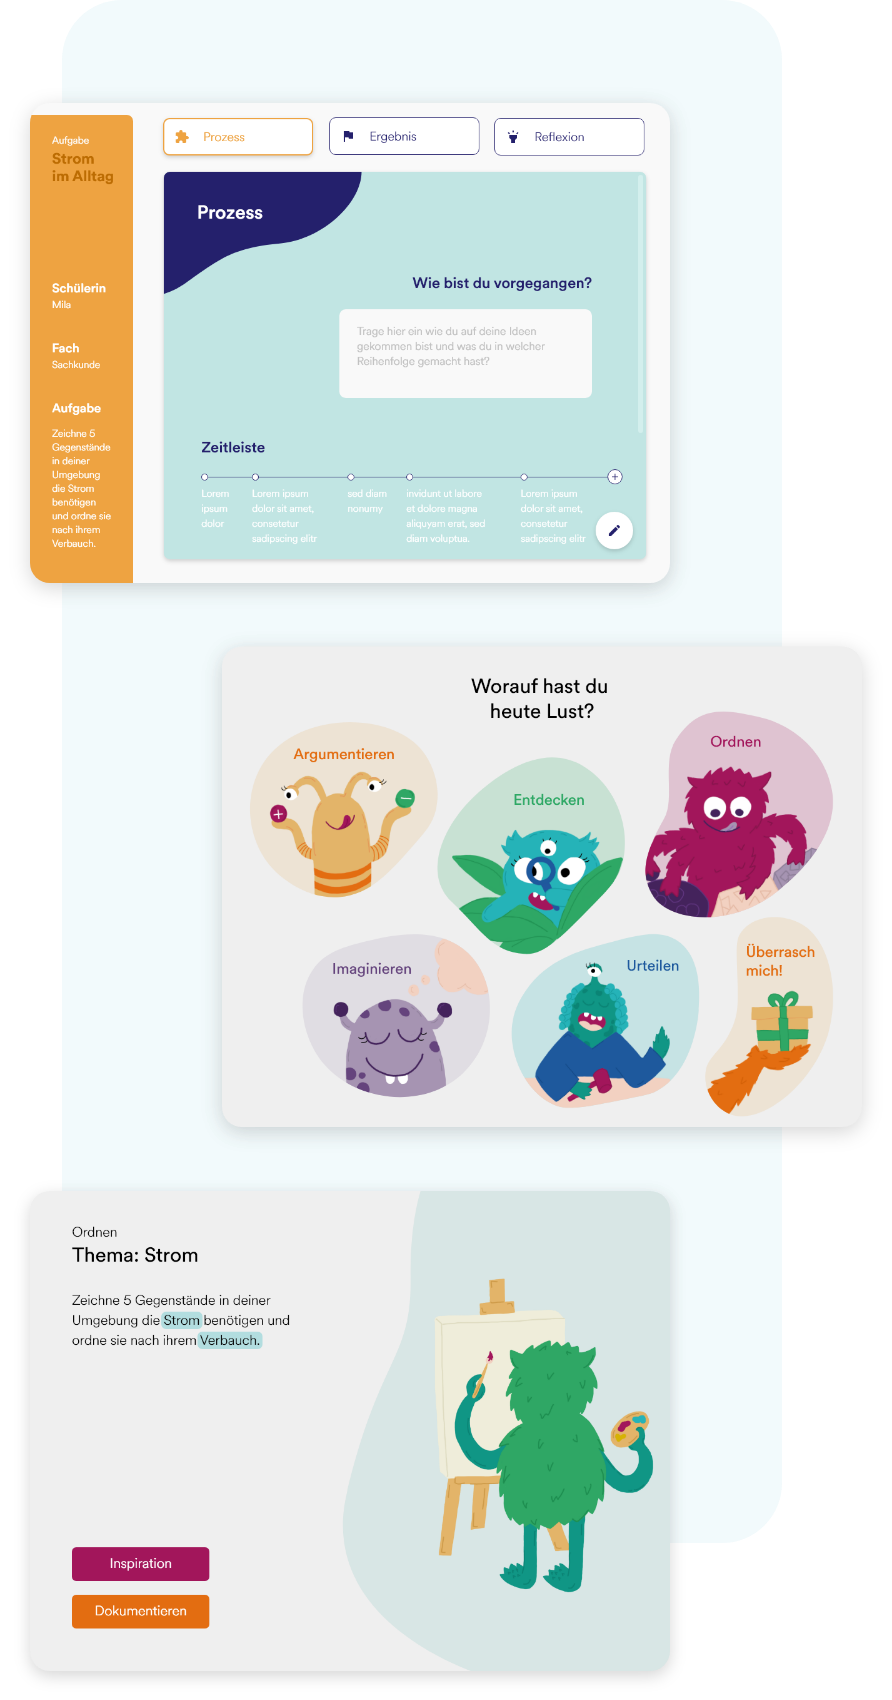 Aufgabe
Strom
im Alltag
Schülerin
Mila
Fach
Sachkunde
Aufgabe
Zeichne 5
Gegenstände
in deiner
Umgebung
die Strom
benötigen
und ordne sie
nach ihrem
Verbauch.
Prozess
Ergebnis
Reflexion
Prozess
Wie bist du vorgegangen?
Trage hier ein wie du auf deine Ideen
gekommen bist und was du in welcher
Reihenfolge gemacht hast?
Zeitleiste
Lorem
ipsum
dolor
Lorem ipsum
dolor sit amet,
consetetur
sadipscing elitr
sed diam
nonumy
invidunt ut labore
et dolore magna
aliquyam erat, sed
diam voluptua.
Lorem ipsum
dolor sit amet,
consetetur
sadipscing elitr
Worauf hast du
heute Lust?
Argumentieren
Entdecken
Ordnen
Imaginieren
Urteilen
Überrasch
mich!
Ordnen
Thema: Strom
Zeichne 5 Gegenstände in deiner
Umgebung die Strom benötigen und
ordne sie nach ihrem Verbauch.
Inspiration
Dokumentieren